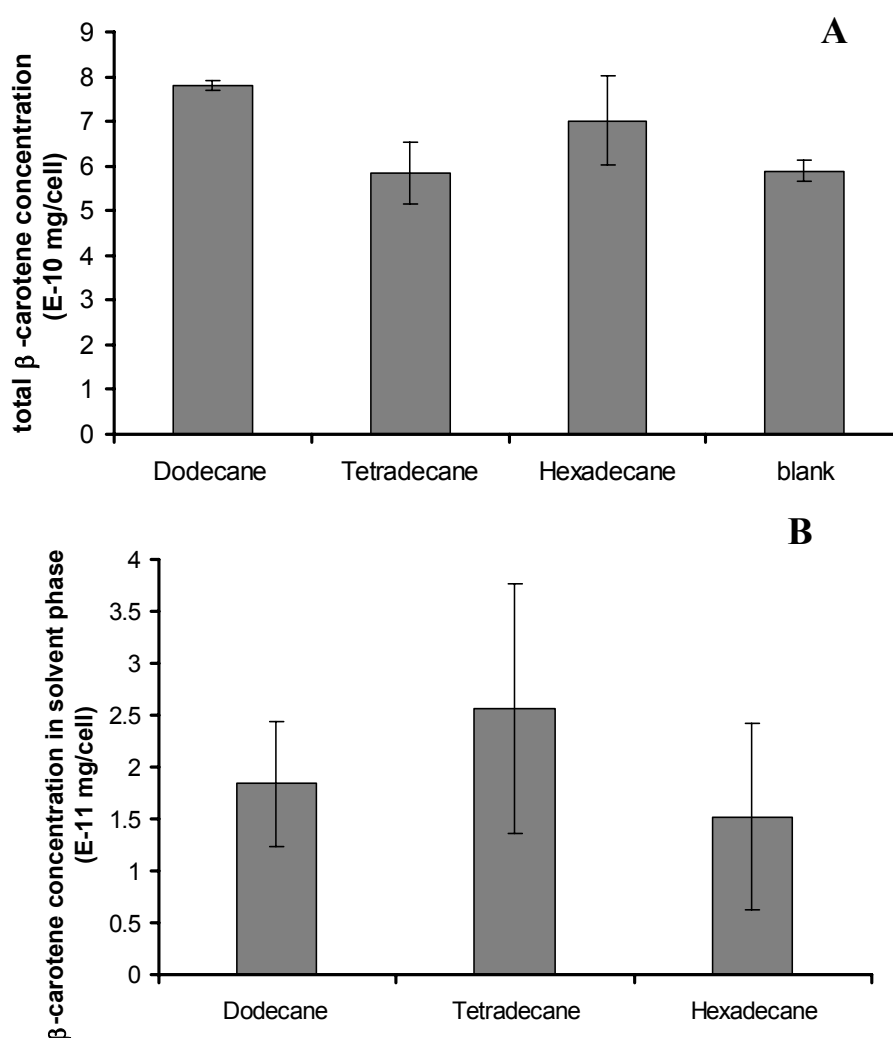 A
total β -carotene concentration
(E-10 mg/cell)
9
8
7
6
5
4
3
2
1
0
Dodecane Tetradecane Hexadecane blank
B
β-carotene concentration in solvent phase
(E-11 mg/cell)
4
3.5
3
2.5
2
1.5
1
0.5
0
Dodecane Tetradecane Hexadecane